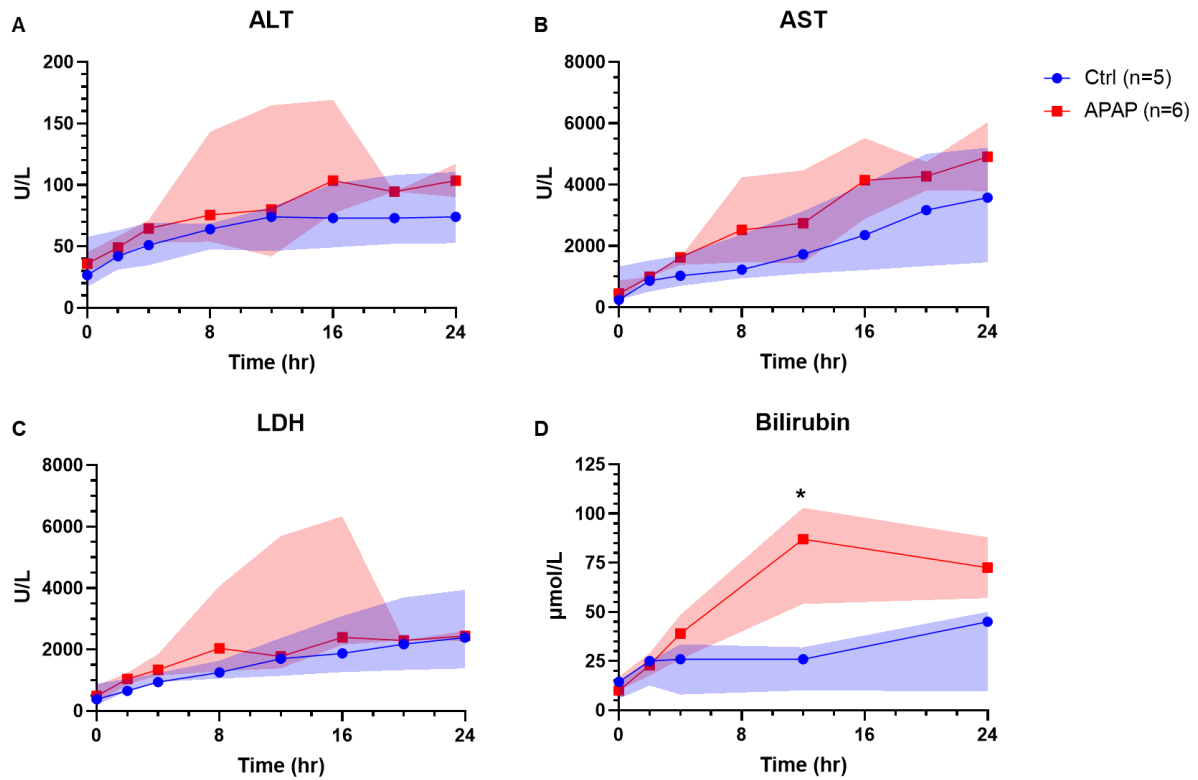 A
ALT
U/L
200
150
100
50
0
0 8 16 24
Time (hr)
B
AST
U/L
8000
6000
4000
2000
0
0 8 16 24
Time (hr)
Ctrl (n=5)
APAP (n=6)
C
LDH
U/L
8000
6000
4000
2000
0
0 8 16 24
Time (hr)
D
Bilirubin
µmol/L
125
100
75
50
25
0
*
0 8 16 24
Time (hr)